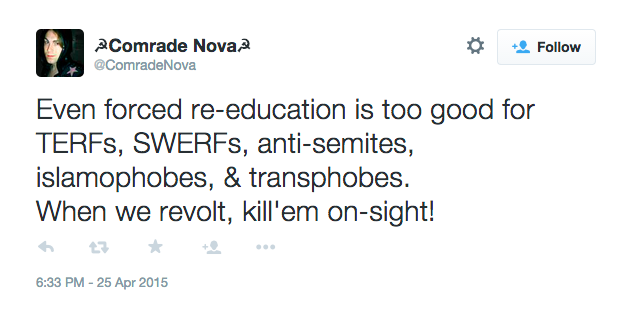 ☭Comrade Nova☭
@ComradeNova
Follow
Even forced re-education is too good for
TERFs, SWERFs, anti-semites,
islamophobes, & transphobes.
When we revolt, kill'em on-sight!
6:33 PM - 25 Apr 2015